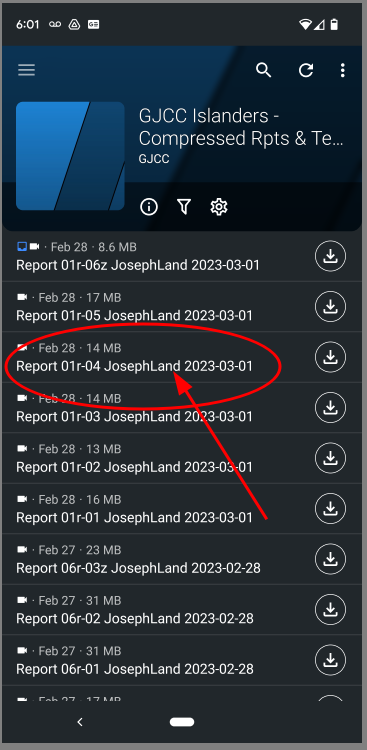 6:01
GJCC Islanders -
Compressed Rpts & Te...
GJCC
· Feb 28 · 8.6 MB
Report 01r-06z JosephLand 2023-03-01
· Feb 28 · 17 MB
Report 01r-05 JosephLand 2023-03-01
· Feb 28 · 14 MB
Report 01r-04 JosephLand 2023-03-01
· Feb 28 · 14 MB
Report 01r-03 JosephLand 2023-03-01
· Feb 28 · 13 MB
Report 01r-02 JosephLand 2023-03-01
· Feb 28 · 16 MB
Report 01r-01 JosephLand 2023-03-01
· Feb 27 · 23 MB
Report 06r-03z JosephLand 2023-02-28
· Feb 27 · 31 MB
Report 06r-02 JosephLand 2023-02-28
· Feb 27 · 31 MB
Report 06r-01 JosephLand 2023-02-28
· Feb 27 · 17 MB